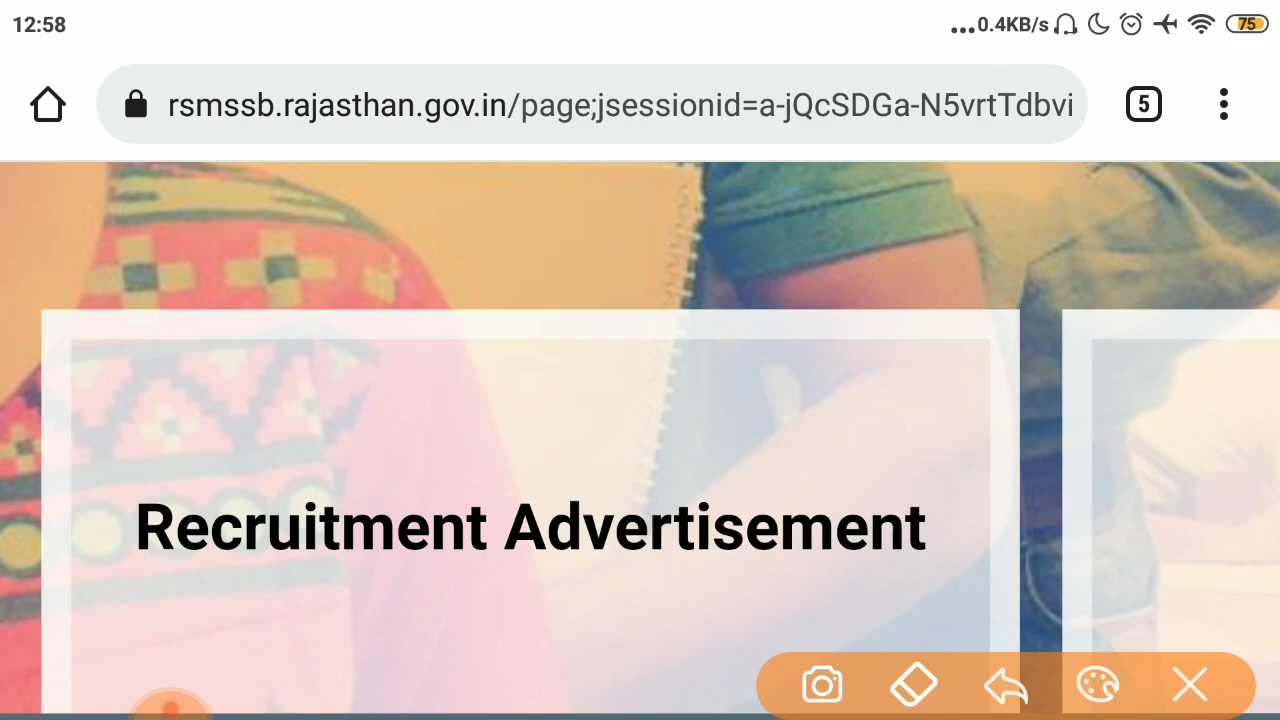 12:58
...0.4KB/s
75
rsmssb.rajasthan.gov.in/page;jsessionid=a-jQcSDGa-N5vrtTdbvi
5
Recruitment Advertisement